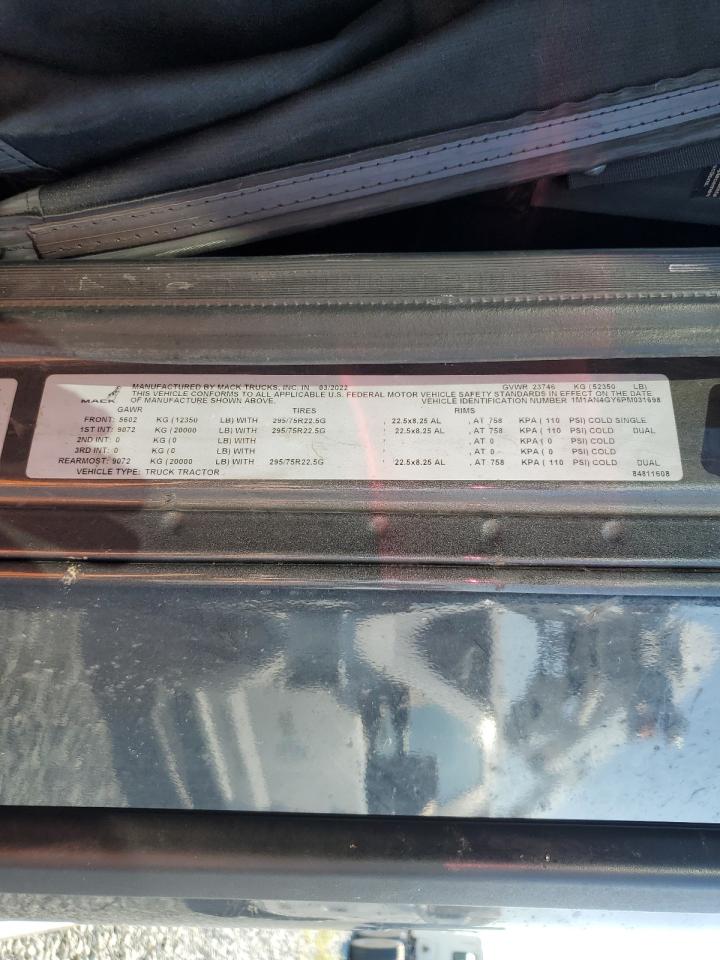 MANUFACTURED BY MACK TRUCKS, INC. IN 03/2022 GVWR 23746 KG (52350 LB)
THIS VEHICLE CONFORMS TO ALL APPLICABLE U.S. FEDERAL MOTOR VEHICLE SAFETY STANDARDS IN EFFECT ON THE DATE
MACK OF MANUFACTURE SHOWN ABOVE. VEHICLE IDENTIFICATION NUMBER 1M1AN4GY6PM031698
GAWR TIRES RIMS
FRONT: 5602 KG (12350 LB) WITH 295/75R22.5G , 22.5x8.25 AL , AT 758 KPA ( 110 PSI) COLD SINGLE
1ST INT: 9072 KG (20000 LB) WITH 295/75R22.5G , 22.5x8.25 AL , AT 758 KPA ( 110 PSI) COLD DUAL
2ND INT: 0 KG (0 LB) WITH , , AT 0 KPA ( 0 PSI) COLD
3RD INT: 0 KG (0 LB) WITH , , AT 0 KPA ( 0 PSI) COLD
REARMOST: 9072 KG (20000 LB) WITH 295/75R22.5G , 22.5x8.25 AL , AT 758 KPA ( 110 PSI) COLD DUAL
VEHICLE TYPE: TRUCK TRACTOR 84811608